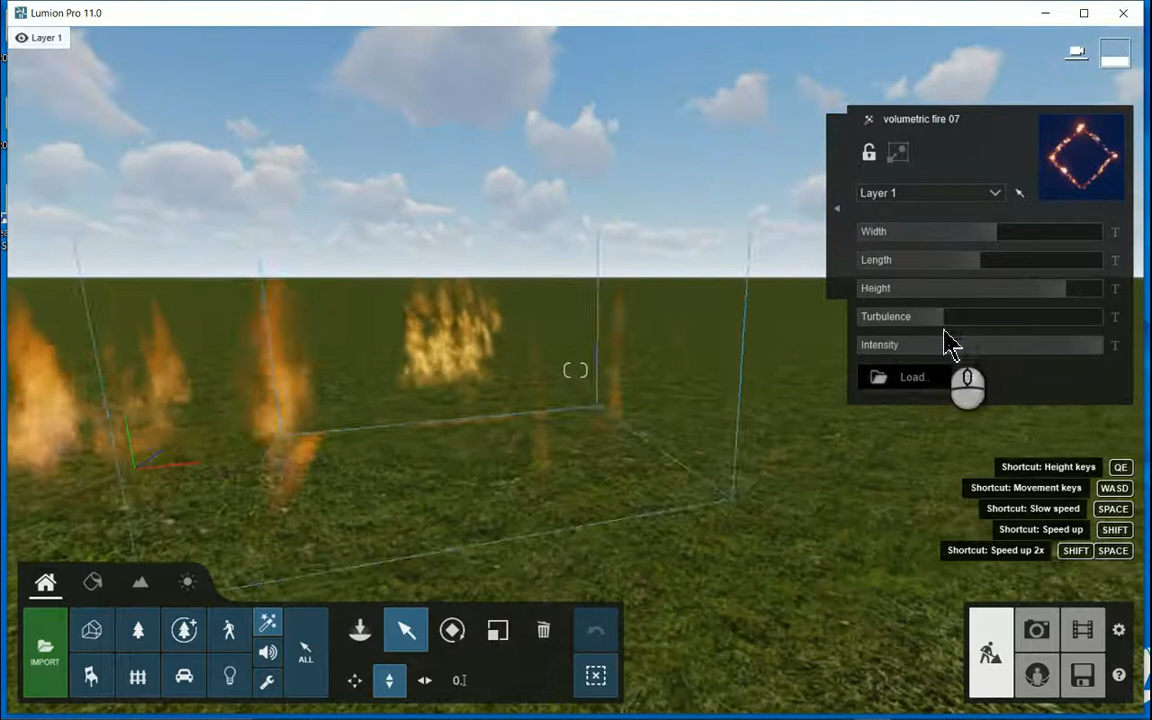 Lumion Pro 11.0
Layer 1
volumetric fire 07
Layer 1
Width T
Length T
Height T
Turbulence T
Intensity T
Load..
Shortcut: Height keys QE
Shortcut: Movement keys WASD
Shortcut: Slow speed SPACE
Shortcut: Speed up SHIFT
Shortcut: Speed up 2x SHIFT SPACE
IMPORT
ALL
?